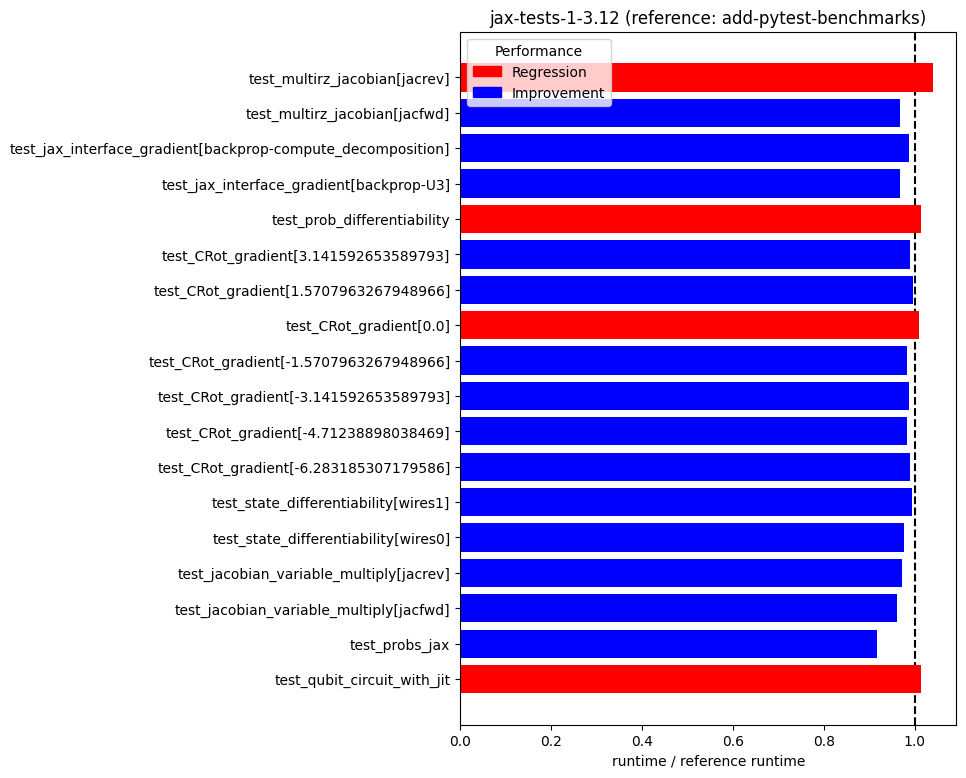 jax-tests-1-3.12 (reference: add-pytest-benchmarks)
Performance
Regression
Improvement
test_multirz_jacobian[jacrev]
test_multirz_jacobian[jacfwd]
test_jax_interface_gradient[backprop-compute_decomposition]
test_jax_interface_gradient[backprop-U3]
test_prob_differentiability
test_CRot_gradient[3.141592653589793]
test_CRot_gradient[1.5707963267948966]
test_CRot_gradient[0.0]
test_CRot_gradient[-1.5707963267948966]
test_CRot_gradient[-3.141592653589793]
test_CRot_gradient[-4.71238898038469]
test_CRot_gradient[-6.283185307179586]
test_state_differentiability[wires1]
test_state_differentiability[wires0]
test_jacobian_variable_multiply[jacrev]
test_jacobian_variable_multiply[jacfwd]
test_probs_jax
test_qubit_circuit_with_jit
0.0 0.2 0.4 0.6 0.8 1.0
runtime / reference runtime